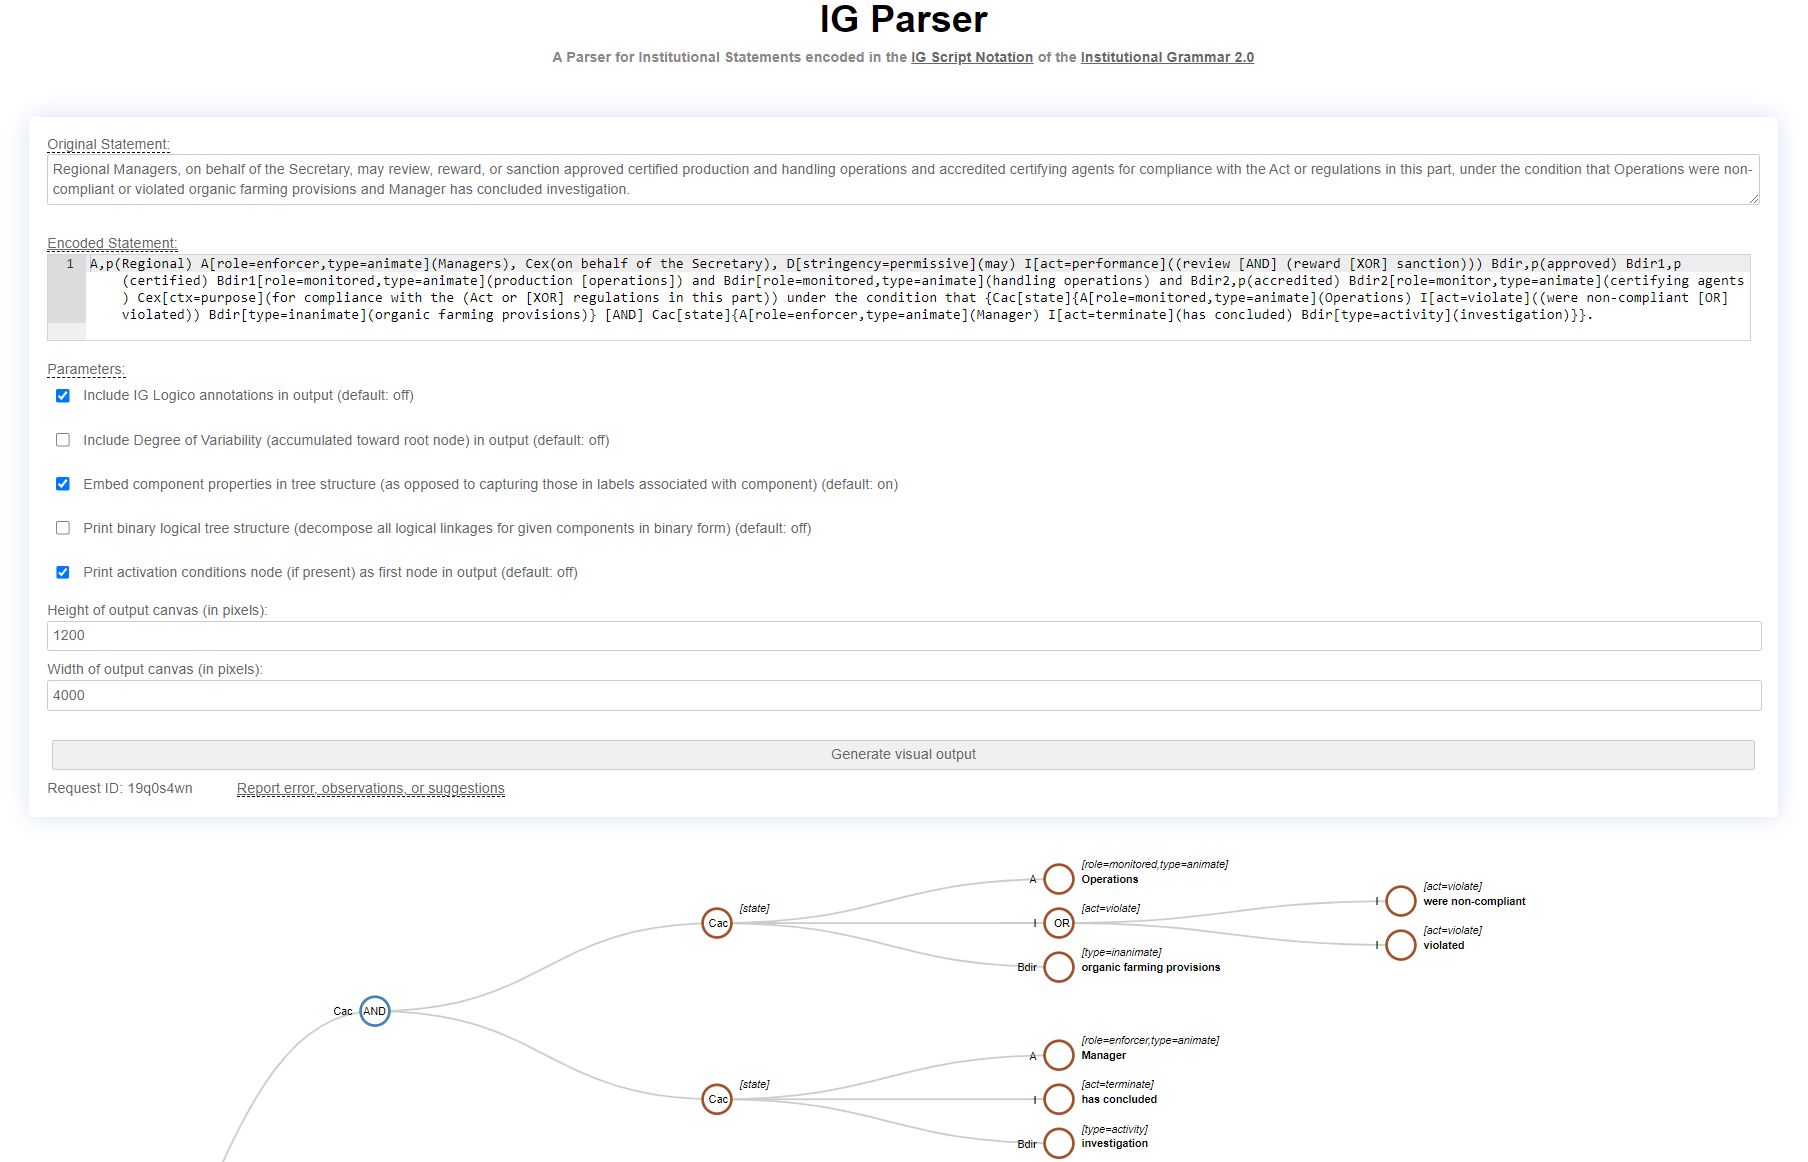 IG Parser
A Parser for Institutional Statements encoded in the IG Script Notation of the Institutional Grammar 2.0
Original Statement:
Regional Managers, on behalf of the Secretary, may review, reward, or sanction approved certified production and handling operations and accredited certifying agents for compliance with the Act or regulations in this part, under the condition that Operations were non-
compliant or violated organic farming provisions and Manager has concluded investigation.
Encoded Statement:
1 A,p(Regional) A[role=enforcer,type=animate](Managers), Cex(on behalf of the Secretary), D[stringency=permissive](may) I[act=performance]((review [AND] (reward [XOR] sanction))) Bdir,p(approved) Bdir1,p
(certified) Bdir1[role=monitored,type=animate](production [operations]) and Bdir[role=monitored,type=animate](handling operations) and Bdir2,p(accredited) Bdir2[role=monitor,type=animate](certifying agents
) Cex[ctx=purpose](for compliance with the (Act or [XOR] regulations in this part)) under the condition that {Cac[state]{A[role=monitored,type=animate](Operations) I[act=violate]((were non-compliant [OR]
violated)) Bdir[type=inanimate](organic farming provisions)} [AND] Cac[state]{A[role=enforcer,type=animate](Manager) I[act=terminate](has concluded) Bdir[type=activity](investigation)}}.
Parameters:
Include IG Logico annotations in output (default: off)
Include Degree of Variability (accumulated toward root node) in output (default: off)
Embed component properties in tree structure (as opposed to capturing those in labels associated with component) (default: on)
Print binary logical tree structure (decompose all logical linkages for given components in binary form) (default: off)
Print activation conditions node (if present) as first node in output (default: off)
Height of output canvas (in pixels):
1200
Width of output canvas (in pixels):
4000
Generate visual output
Request ID: 19q0s4wn Report error, observations, or suggestions
[role=monitored,type=animate]
A Operations
[act=violate]
I were non-compliant
[state]
[act=violate]
Cac I OR
[act=violate]
I violated
[type=inanimate]
Bdir organic farming provisions
Cac AND
[role=enforcer,type=animate]
A Manager
[state]
[act=terminate]
Cac I has concluded
[type=activity]
Bdir investigation